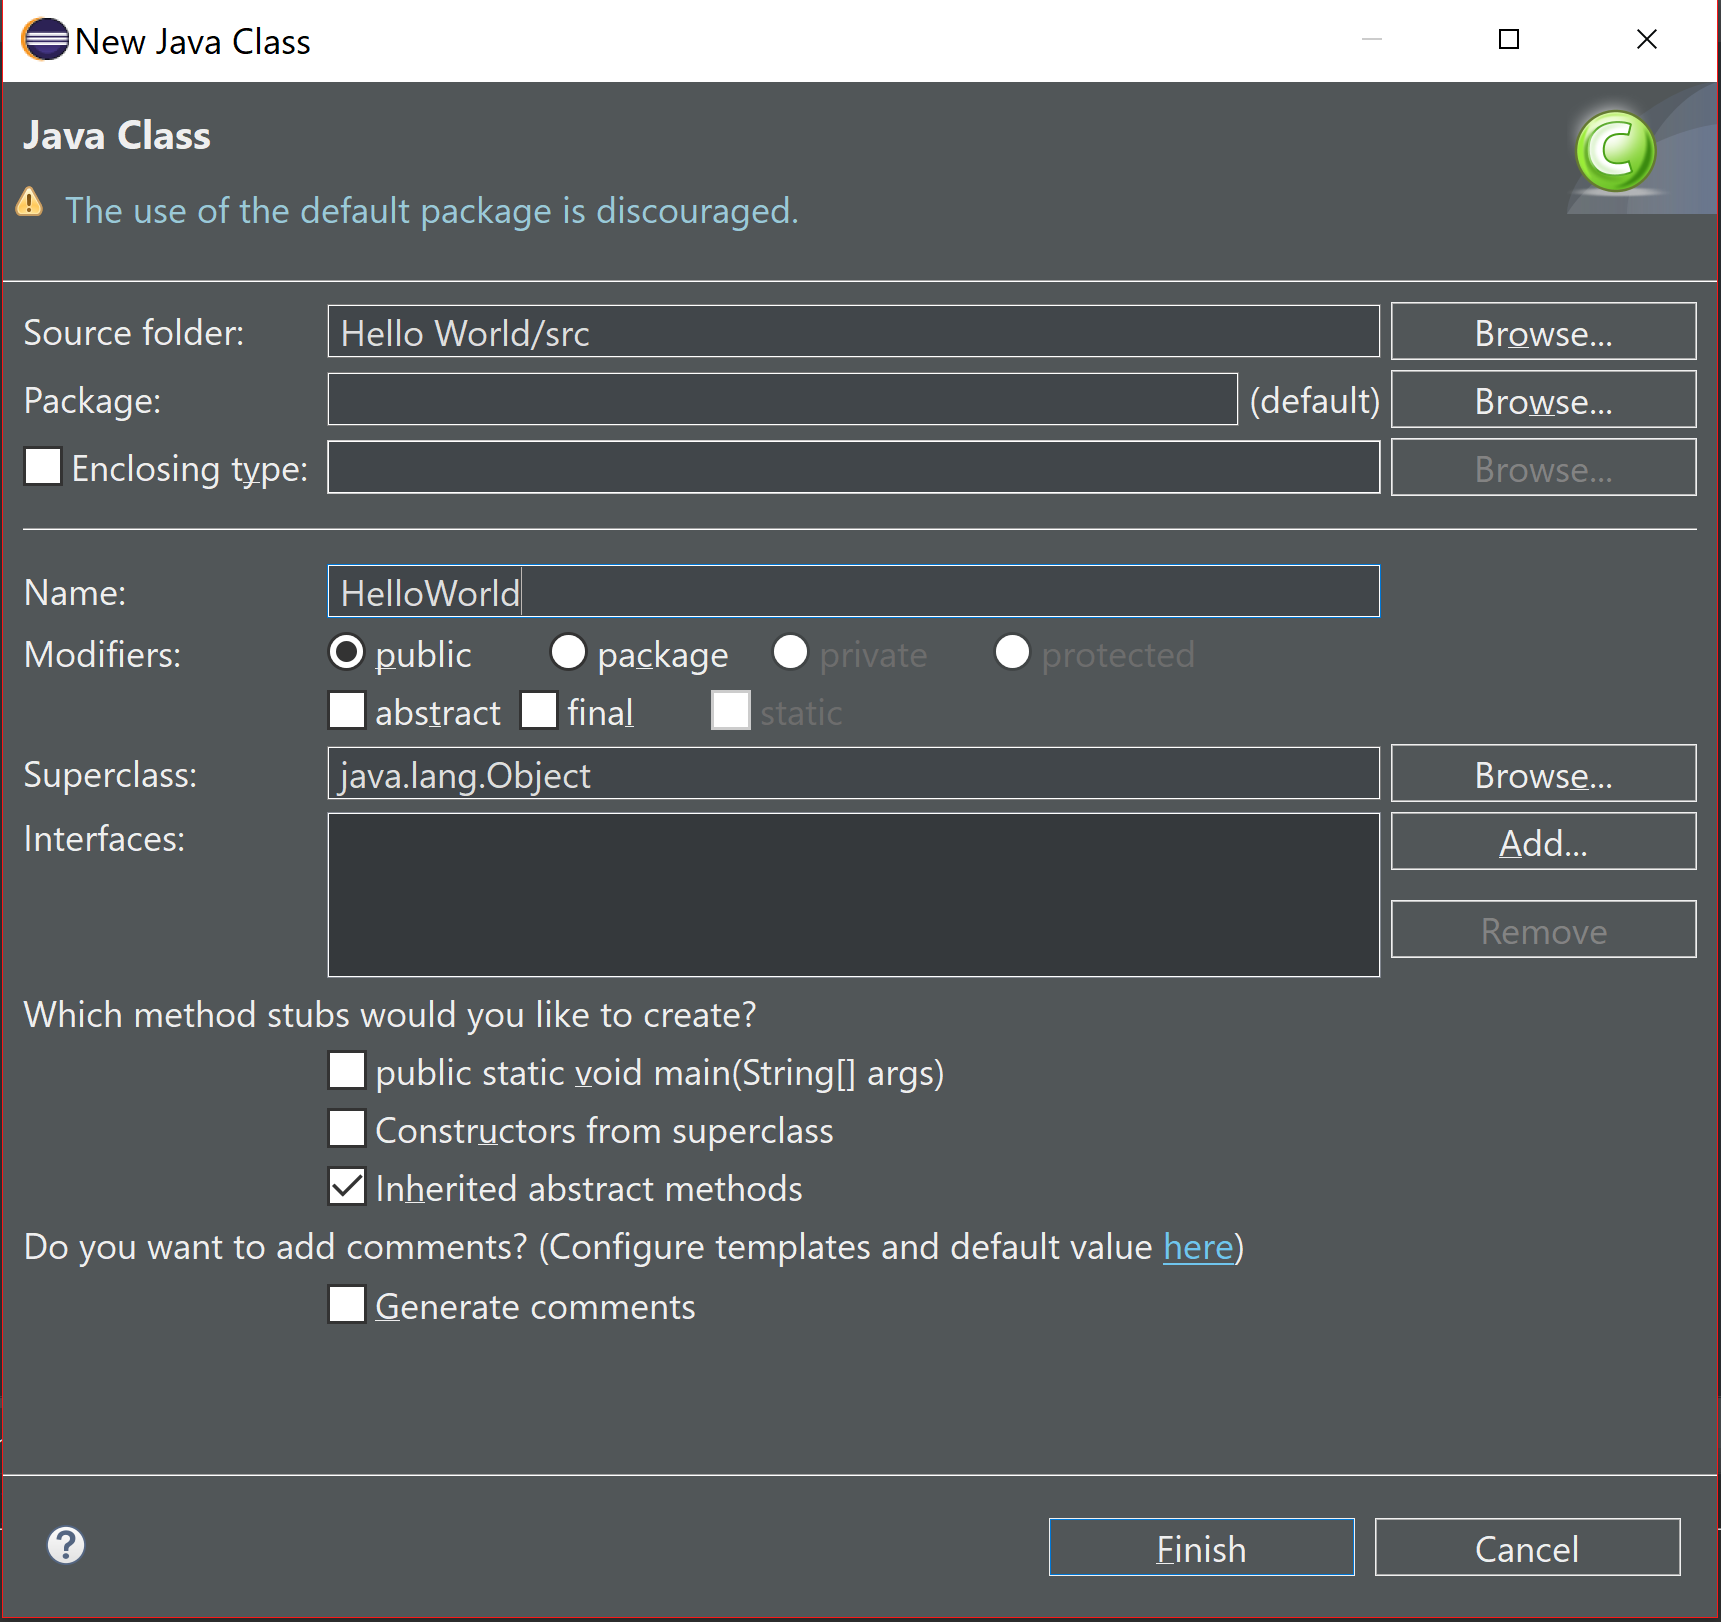 New Java Class
Java Class
The use of the default package is discouraged.
Source folder: Hello World/src Browse...
Package: (default) Browse...
Enclosing type: Browse...
Name: HelloWorld
Modifiers: public package private protected
abstract final static
Superclass: java.lang.Object Browse...
Interfaces: Add...
Remove
Which method stubs would you like to create?
public static void main(String[] args)
Constructors from superclass
Inherited abstract methods
Do you want to add comments? (Configure templates and default value here)
Generate comments
Finish Cancel